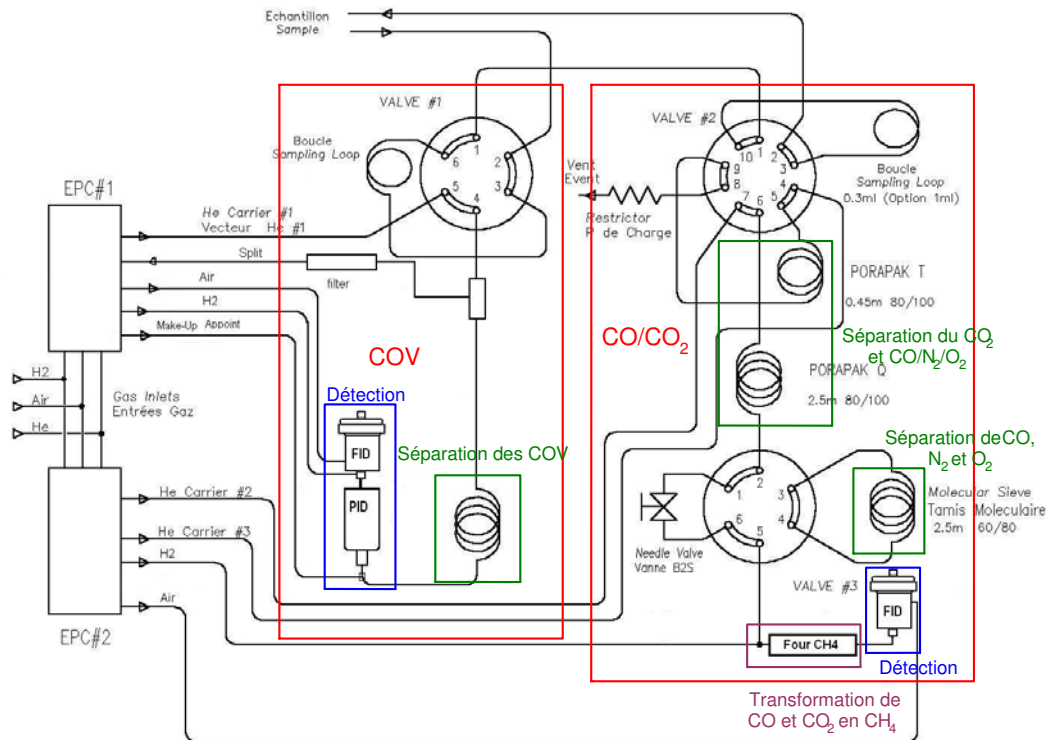 Echantillon
Sample
VALVE #1
Boucle
Sampling Loop
1
2
3
4
5
6
EPC#1
He Carrier #1
Vecteur He #1
Split
filter
Air
H2
Make-Up Appoint
COV
H2
Air
He
Gas Inlets
Entrées Gaz
Détection
FID
PID
Séparation des COV
He Carrier #2
He Carrier #3
H2
Air
EPC#2
VALVE #2
10
1
2
3
4
5
6
7
8
9
Boucle
Sampling Loop
0.3ml (Option 1ml)
Vent
Event
Restrictor
P de Charge
CO/CO2
PORAPAK T
0.45m 80/100
Séparation du CO2
et CO/N2/O2
PORAPAK Q
2.5m 80/100
Séparation de CO,
N2 et O2
Molecular Sieve
Tamis Moleculaire
2.5m 60/80
1
2
3
4
5
6
Needle Valve
Vanne B2S
VALVE #3
FID
Four CH4
Détection
Transformation de
CO et CO2 en CH4